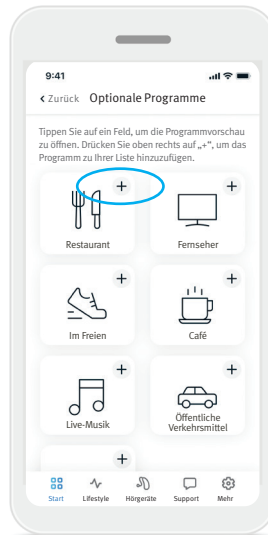 9:41
Zurück Optionale Programme
Tippen Sie auf ein Feld, um die Programmvorschau
zu öffnen. Drücken Sie oben rechts auf „+“, um das
Programm zu Ihrer Liste hinzuzufügen.
+ +
Restaurant Fernseher
+ +
Im Freien Café
+ +
Live-Musik Öffentliche
Verkehrsmittel
+
Start Lifestyle Hörgeräte Support Mehr